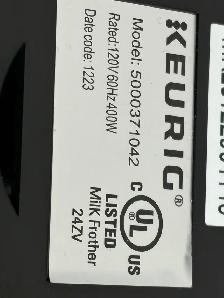 KEURIG®
Model: 5000371042
Rated:120V/60Hz 400W
Date code: 1223
C UL® US
LISTED
Milk Frother
24ZV